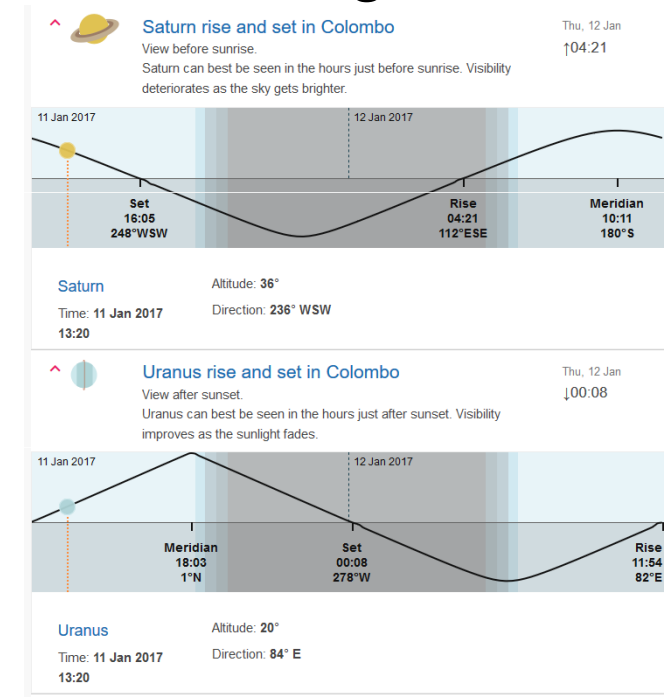 Saturn rise and set in Colombo
Thu, 12 Jan
View before sunrise.
↑04:21
Saturn can best be seen in the hours just before sunrise. Visibility
deteriorates as the sky gets brighter.
11 Jan 2017
12 Jan 2017
Set
16:05
248°WSW
Rise
04:21
112°ESE
Meridian
10:11
180°S
Saturn
Altitude: 36°
Time: 11 Jan 2017
13:20
Direction: 236° WSW
Uranus rise and set in Colombo
Thu, 12 Jan
View after sunset.
↓00:08
Uranus can best be seen in the hours just after sunset. Visibility
improves as the sunlight fades.
11 Jan 2017
12 Jan 2017
Meridian
18:03
1°N
Set
00:08
278°W
Rise
11:54
82°E
Uranus
Altitude: 20°
Time: 11 Jan 2017
13:20
Direction: 84° E